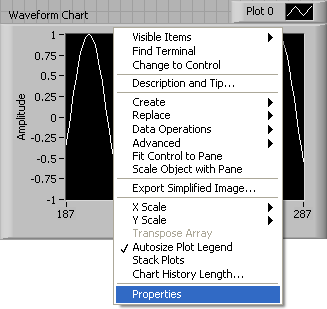 Waveform Chart
Plot 0
Amplitude
1
0.75
0.5
0.25
0
-0.25
-0.5
-0.75
-1
187
287
Visible Items
Find Terminal
Change to Control
Description and Tip...
Create
Replace
Data Operations
Advanced
Fit Control to Pane
Scale Object with Pane
Export Simplified Image...
X Scale
Y Scale
Transpose Array
Autosize Plot Legend
Stack Plots
Chart History Length...
Properties